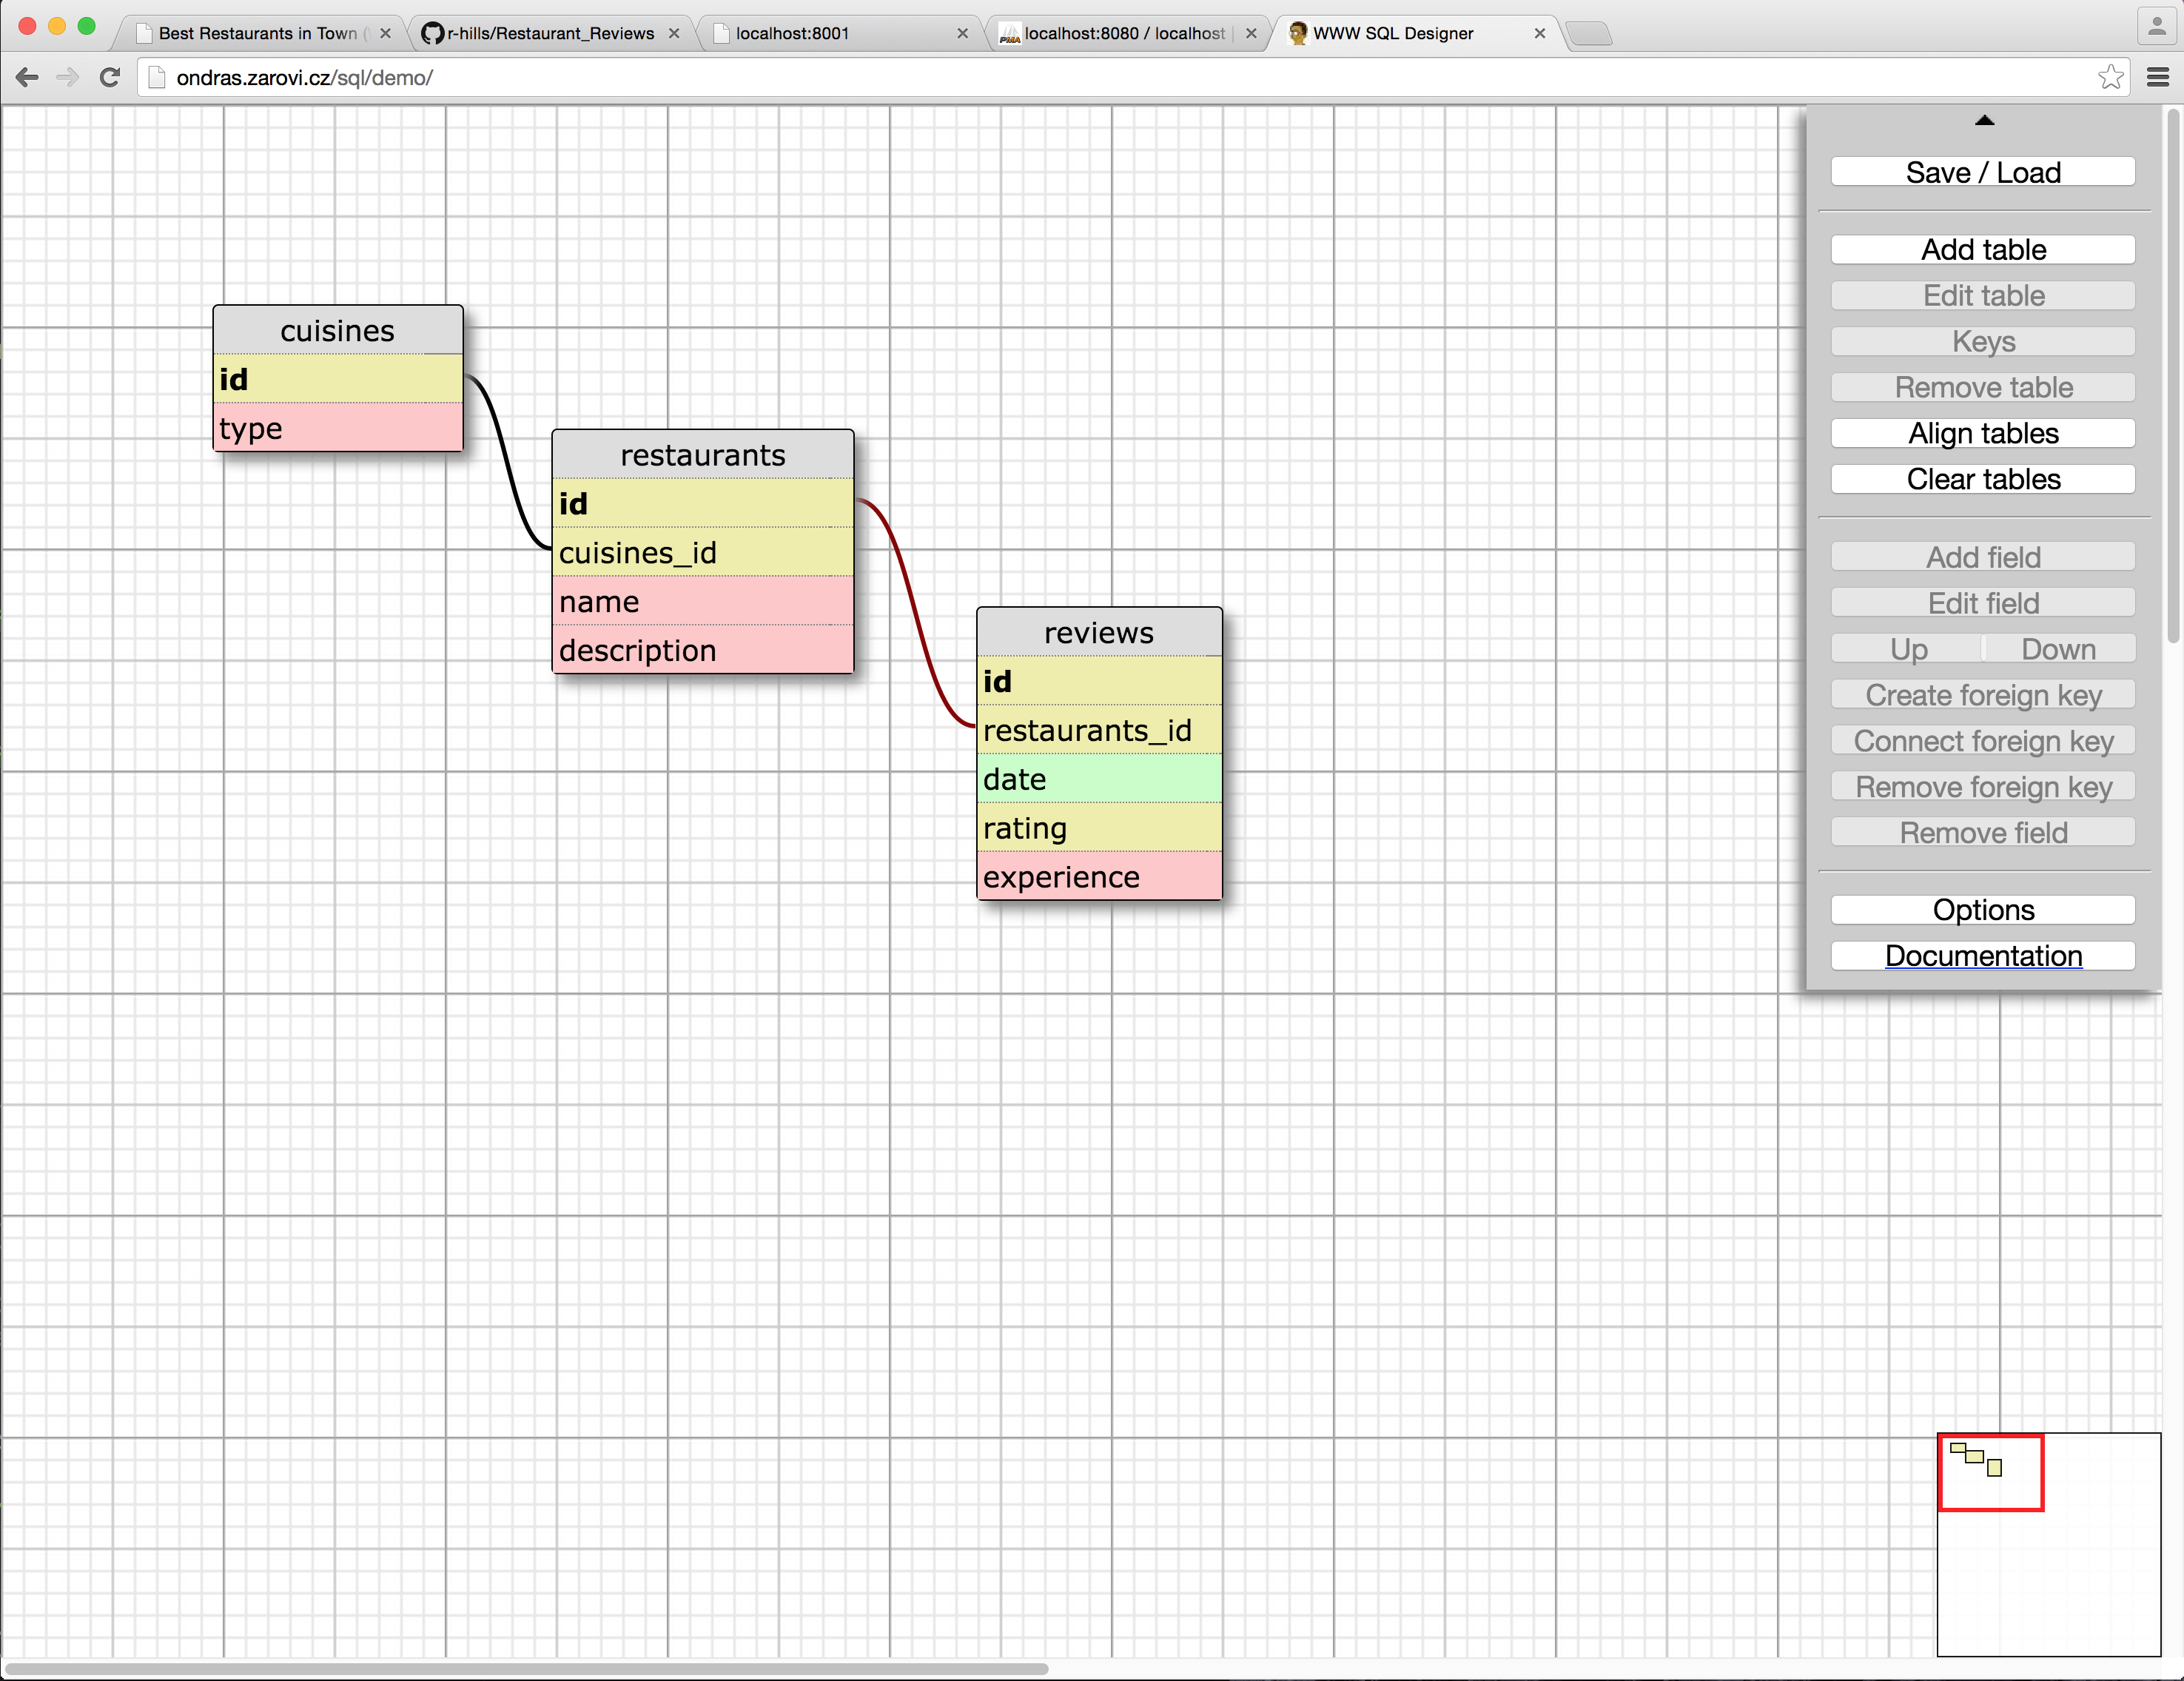 Best Restaurants in Town (
r-hills/Restaurant_Reviews
localhost:8001
PMA
localhost:8080 / localhost |
WWW SQL Designer
ondras.zarovi.cz/sql/demo/
Save / Load
Add table
Edit table
Keys
Remove table
Align tables
Clear tables
Add field
Edit field
Up Down
Create foreign key
Connect foreign key
Remove foreign key
Remove field
Options
Documentation
cuisines
id
type
restaurants
id
cuisines_id
name
description
reviews
id
restaurants_id
date
rating
experience